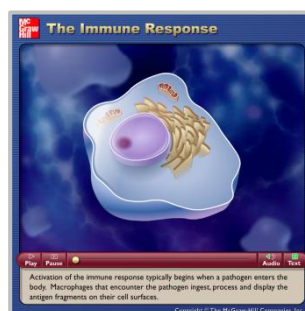 Mc
Graw
Hill
The Immune Response
Play Pause Audio Text
Activation of the immune response typically begins when a pathogen enters the
body. Macrophages that encounter the pathogen ingest, process and display the
antigen fragments on their cell surfaces.
Copyright © The McGraw-Hill Companies, Inc.